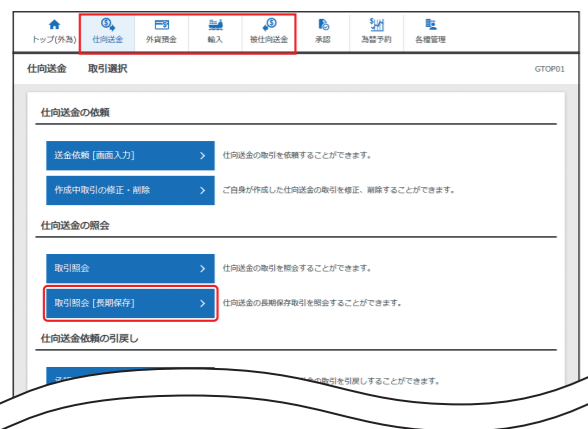 トップ(外為) 仕向送金 外貨預金 輸入 被仕向送金 承認 為替予約 各種管理
仕向送金 取引選択 GTOP01
仕向送金の依頼
送金依頼 [画面入力] 仕向送金の取引を依頼することができます。
作成中取引の修正・削除 ご自身が作成した仕向送金の取引を修正、削除することができます。
仕向送金の照会
取引照会 仕向送金の取引を照会することができます。
取引照会 [長期保存] 仕向送金の長期保存取引を照会することができます。
仕向送金依頼の引戻し
の取引を引戻しすることができます。